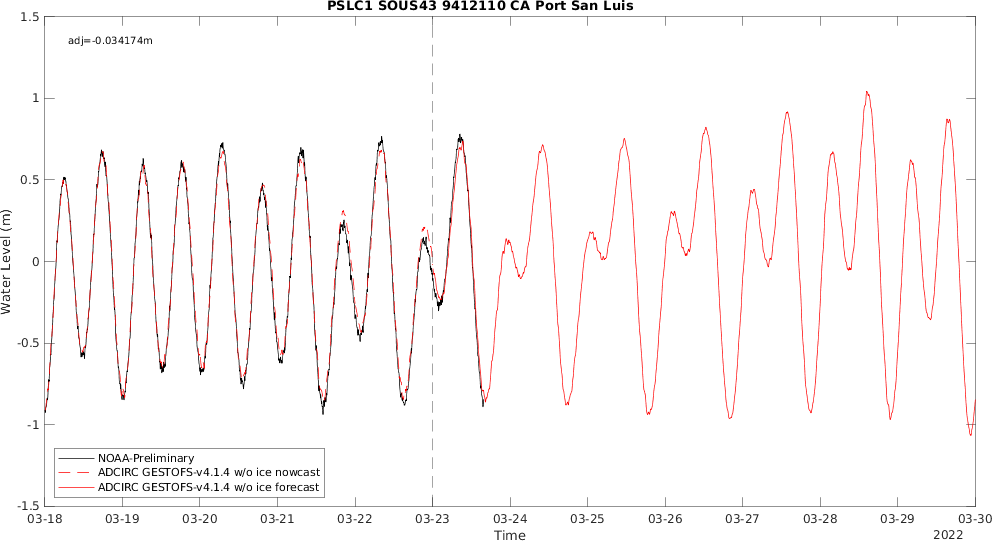 PSLC1 SOUS43 9412110 CA Port San Luis
adj=-0.034174m
1.5
1
0.5
0
-0.5
-1
-1.5
Water Level (m)
NOAA-Preliminary
ADCIRC GESTOFS-v4.1.4 w/o ice nowcast
ADCIRC GESTOFS-v4.1.4 w/o ice forecast
03-18 03-19 03-20 03-21 03-22 03-23 03-24 03-25 03-26 03-27 03-28 03-29 03-30
Time
2022